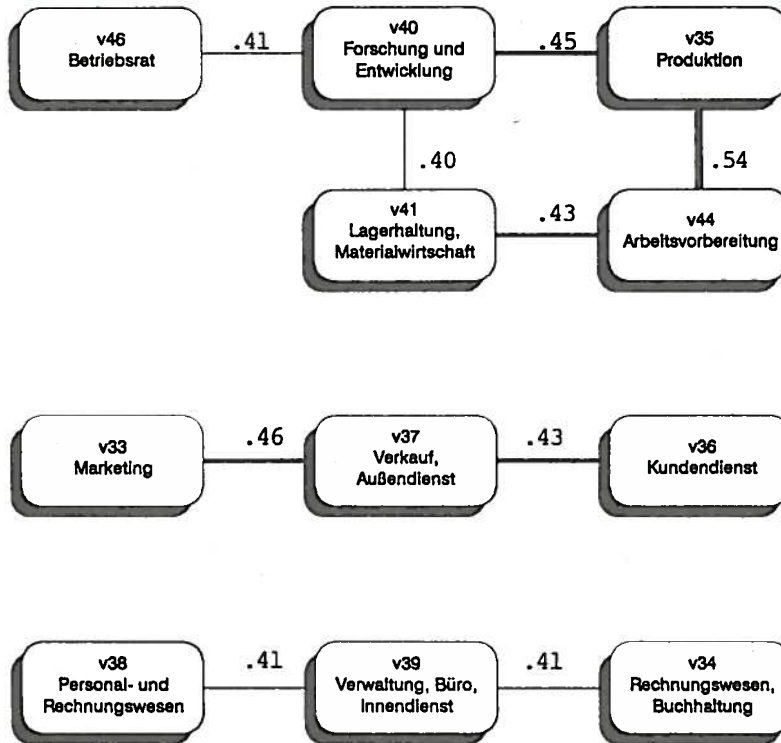 v46
Betriebsrat
.41
v40
Forschung und
Entwicklung
.45
v35
Produktion
.40
.54
v41
Lagerhaltung,
Materialwirtschaft
.43
v44
Arbeitsvorbereitung
v33
Marketing
.46
v37
Verkauf,
Außendienst
.43
v36
Kundendienst
v38
Personal- und
Rechnungswesen
.41
v39
Verwaltung, Büro,
Innendienst
.41
v34
Rechnungswesen,
Buchhaltung